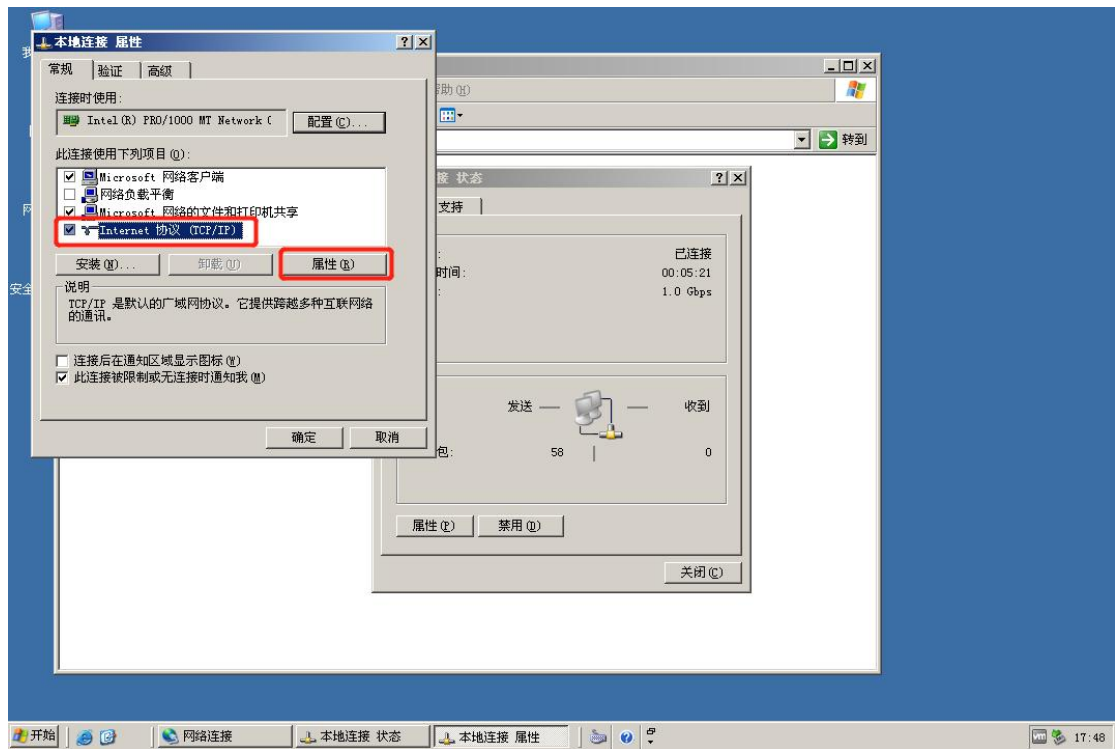 本地连接 属性
常规
验证
高级
连接时使用:
Intel(R) PRO/1000 MT Network C
配置(C)...
此连接使用下列项目(O):
Microsoft 网络客户端
网络负载平衡
Microsoft 网络的文件和打印机共享
Internet 协议 (TCP/IP)
安装(N)...
卸载(U)
属性(R)
说明
TCP/IP 是默认的广域网协议。它提供跨越多种互联网络
的通讯。
连接后在通知区域显示图标(W)
此连接被限制或无连接时通知我(M)
确定
取消
帮助(H)
转到
接 状态
支持
:
已连接
时间:
00:05:21
:
1.0 Gbps
发送
收到
包:
58
0
属性(P)
禁用(D)
关闭(C)
我
网
安全
开始
网络连接
本地连接 状态
本地连接 属性
17:48